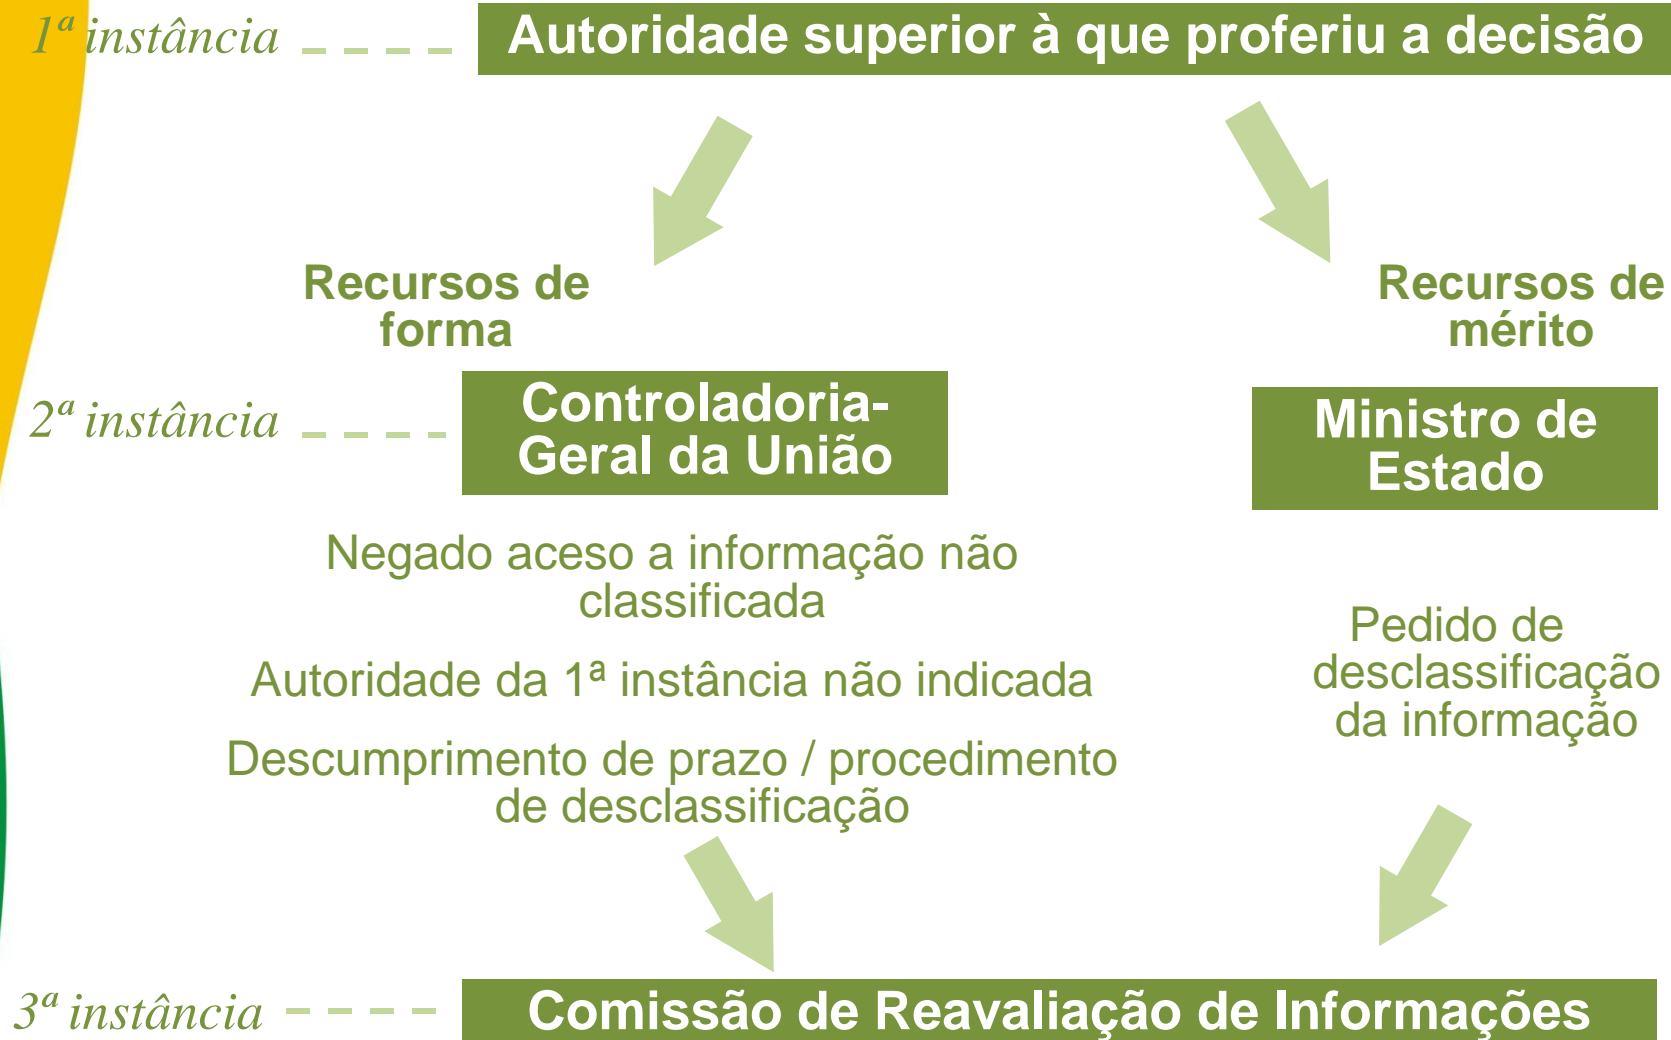 1ª instância
Autoridade superior à que proferiu a decisão
Recursos de
forma
Recursos de
mérito
2ª instância
Controladoria-
Geral da União
Ministro de
Estado
Negado aceso a informação não
classificada
Autoridade da 1ª instância não indicada
Descumprimento de prazo / procedimento
de desclassificação
Pedido de
desclassificação
da informação
3ª instância
Comissão de Reavaliação de Informações